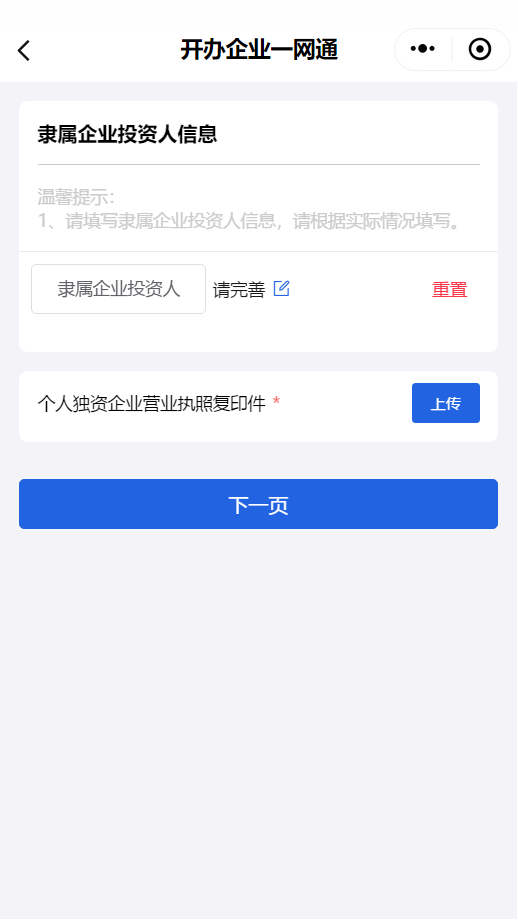 开办企业一网通
隶属企业投资人信息
温馨提示：
1、请填写隶属企业投资人信息，请根据实际情况填写。
隶属企业投资人 请完善 重置
个人独资企业营业执照复印件 * 上传
下一页